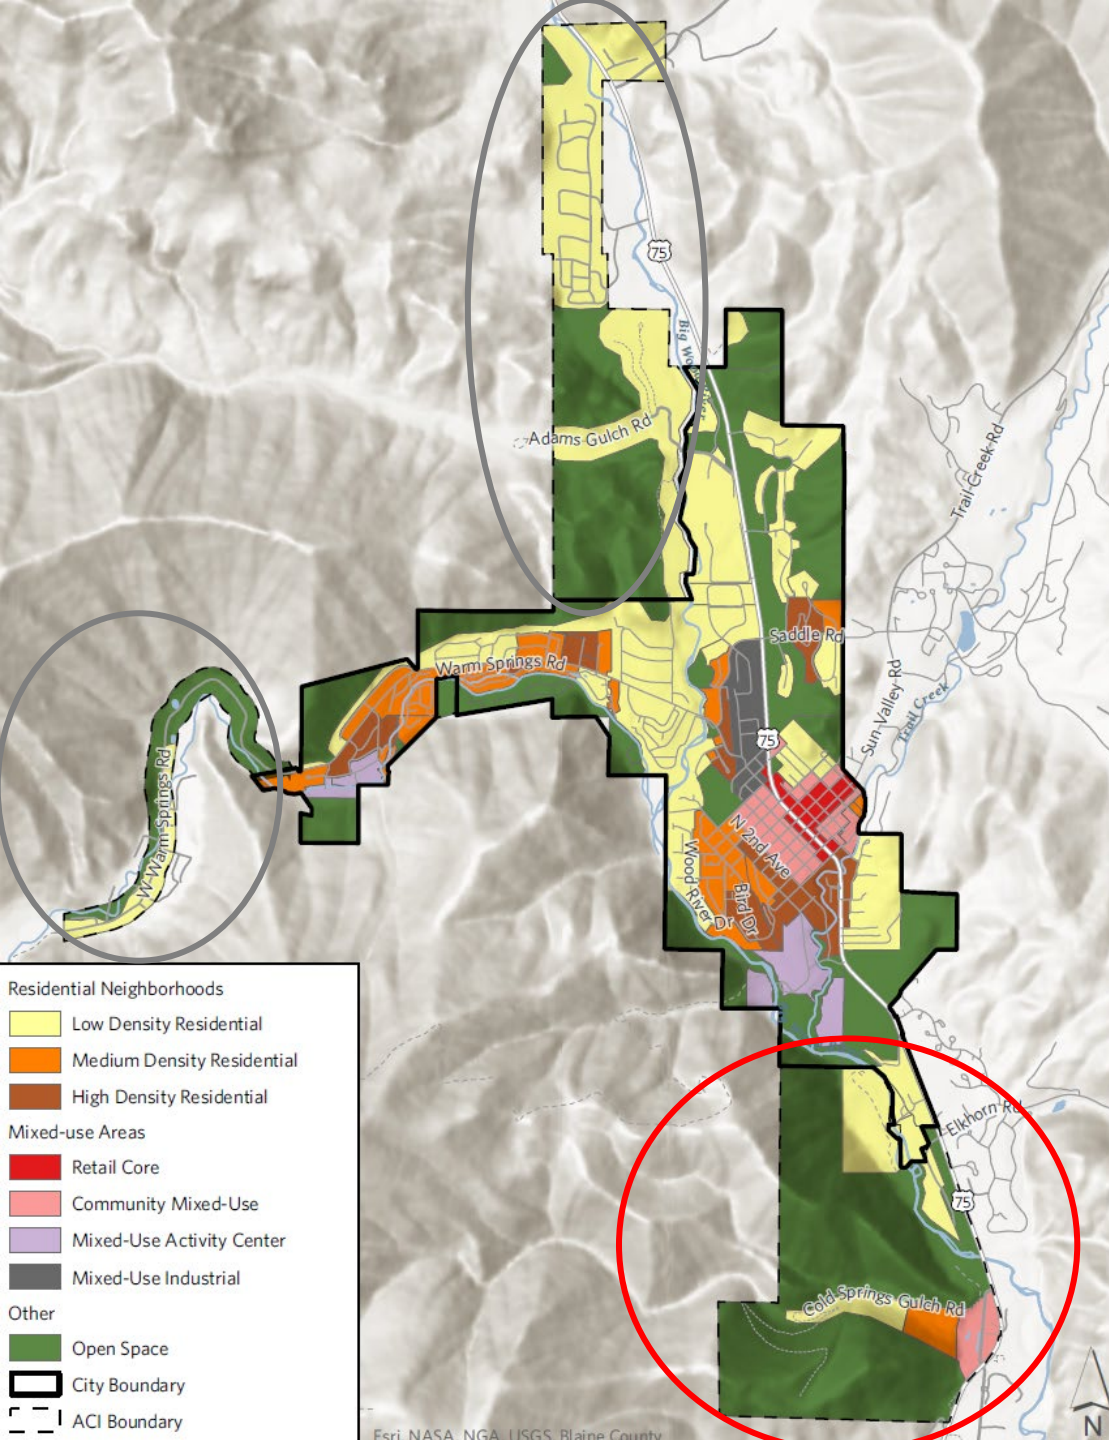 75
Big Wood River
Adams Gulch Rd
Trail Creek Rd
Saddle Rd
Warm Springs Rd
Sun Valley Rd
Trail Creek
75
W Warm Springs Rd
N 2nd Ave
Wood River Dr
Bird Dr
Residential Neighborhoods
Low Density Residential
Medium Density Residential
High Density Residential
Mixed-use Areas
Retail Core
Community Mixed-Use
Mixed-Use Activity Center
Mixed-Use Industrial
Other
Open Space
City Boundary
ACI Boundary
Elkhorn Rd
75
Cold Springs Gulch Rd
N
Esri, NASA, NGA, USGS, Blaine County